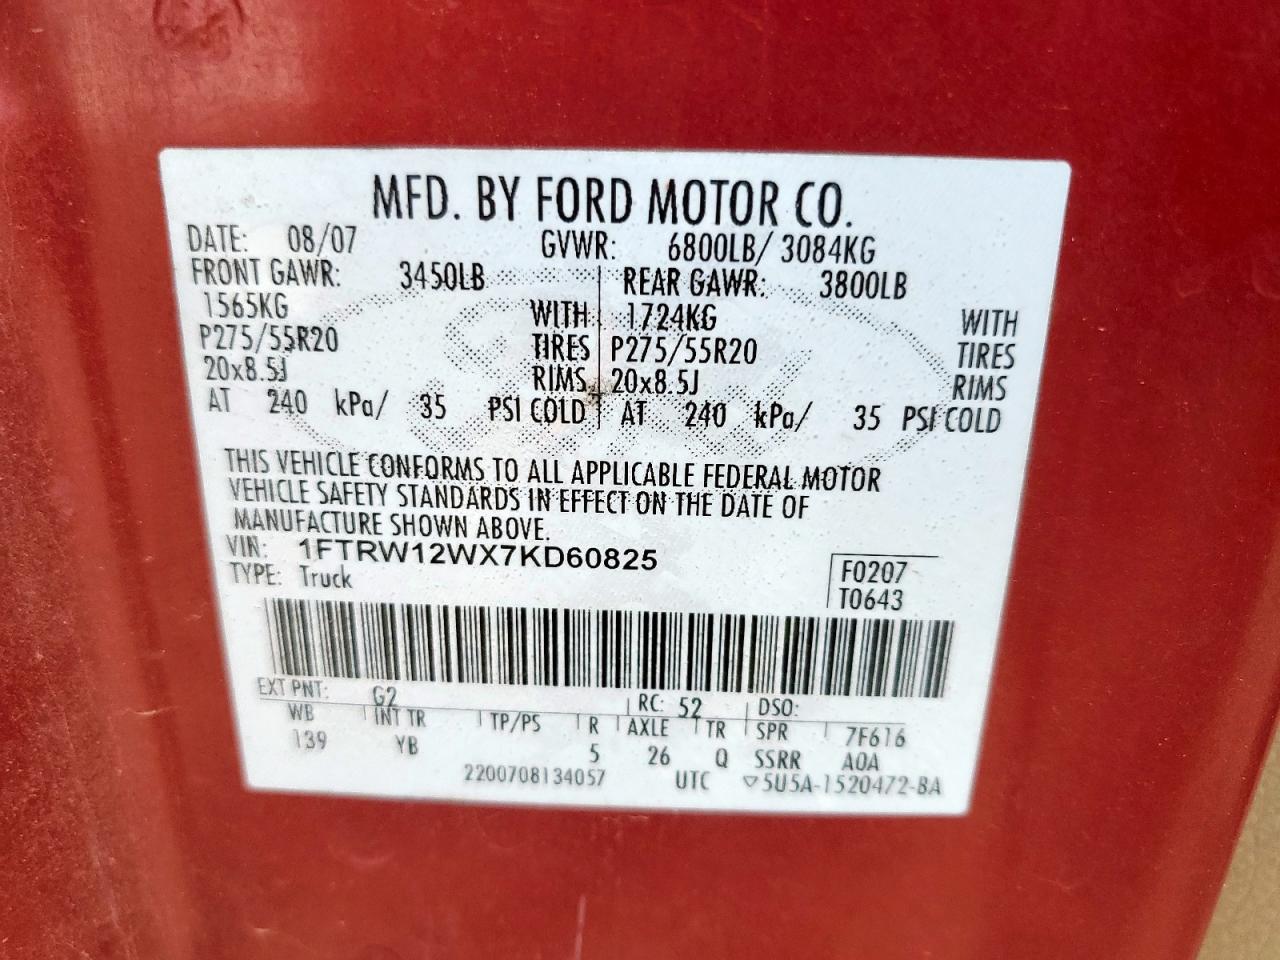 MFD. BY FORD MOTOR CO.
DATE: 08/07 GVWR: 6800LB/ 3084KG
FRONT GAWR: 3450LB REAR GAWR: 3800LB
1565KG WITH 1724KG WITH
P275/55R20 TIRES P275/55R20 TIRES
20x8.5J RIMS 20x8.5J RIMS
AT 240 kPa/ 35 PSI COLD AT 240 kPa/ 35 PSI COLD
THIS VEHICLE CONFORMS TO ALL APPLICABLE FEDERAL MOTOR
VEHICLE SAFETY STANDARDS IN EFFECT ON THE DATE OF
MANUFACTURE SHOWN ABOVE.
VIN: 1FTRW12WX7KD60825
TYPE: Truck
F0207
T0643
EXT PNT: G2 RC: 52 DSO:
WB INT TR TP/PS R AXLE TR SPR 7F616
139 YB 5 26 Q SSRR A0A
2200708134057 UTC ▽5U5A-1520472-BA